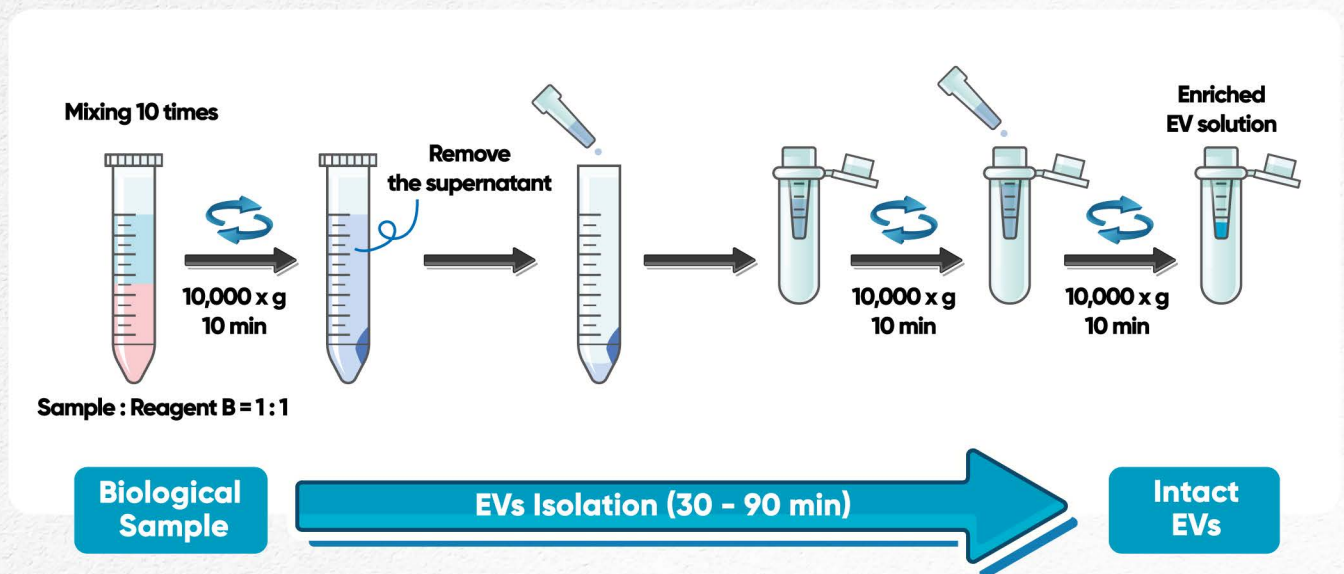 Mixing 10 times
Remove
the supernatant
Enriched
EV solution
10,000 x g
10 min
10,000 x g
10 min
10,000 x g
10 min
Sample : Reagent B = 1 : 1
Biological
Sample
EVs Isolation (30 - 90 min)
Intact
EVs